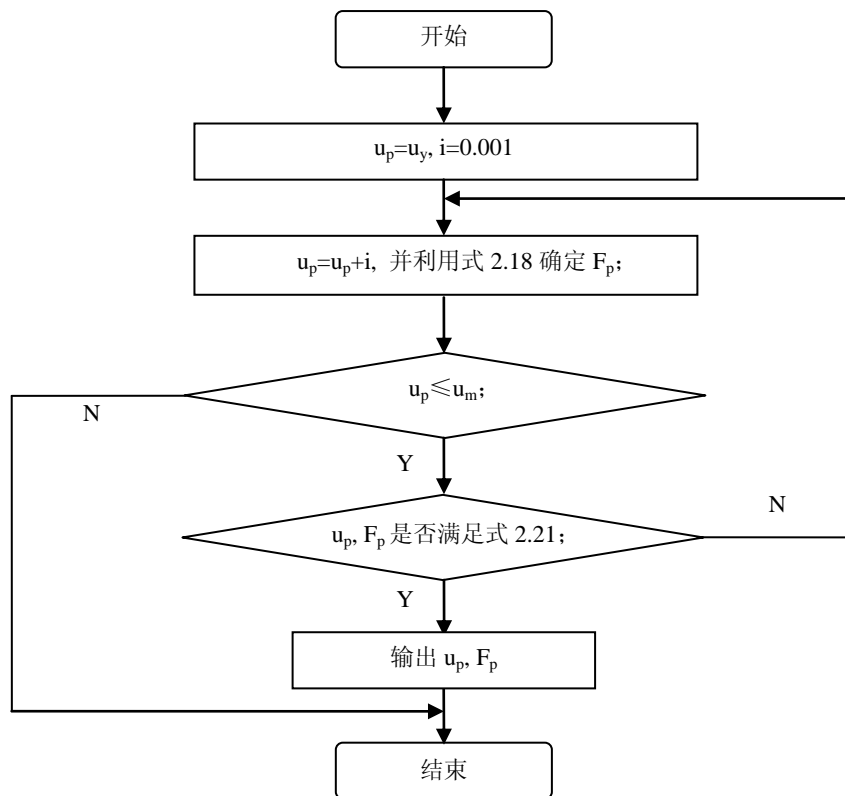 开始
uₚ=uᵧ, i=0.001
uₚ=uₚ+i, 并利用式 2.18 确定 Fₚ；
uₚ≤uₘ；
N
Y
N
uₚ, Fₚ 是否满足式 2.21；
Y
输出 uₚ, Fₚ
结束